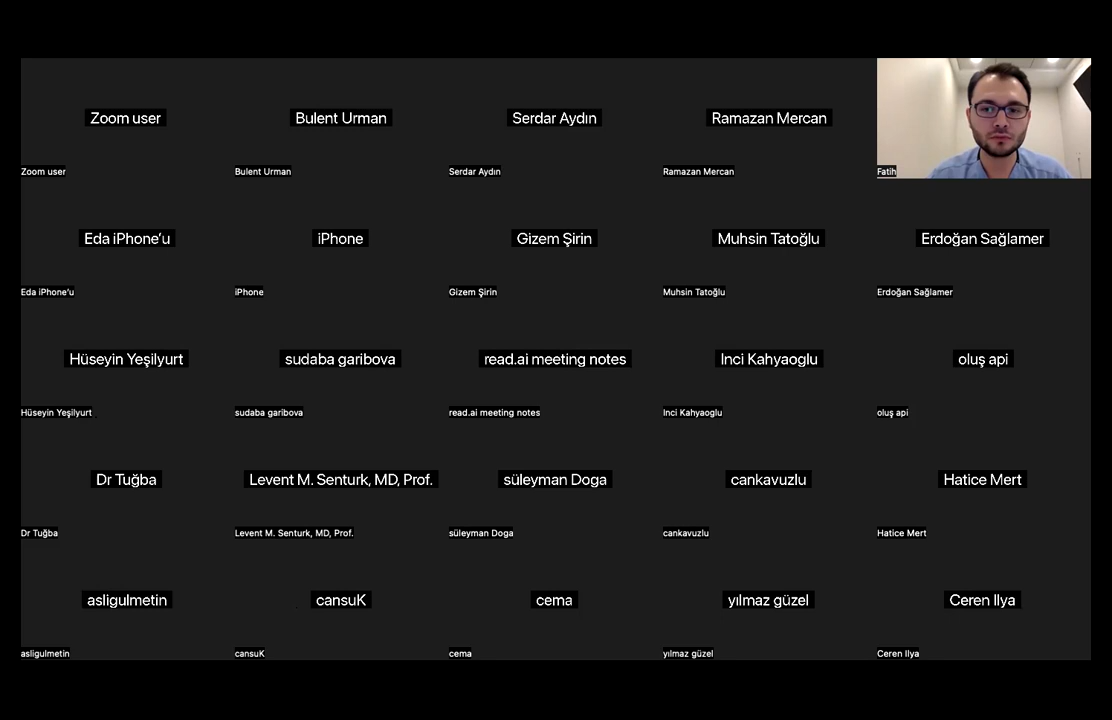 Zoom user
Bulent Urman
Serdar Aydın
Ramazan Mercan
Zoom user
Bulent Urman
Serdar Aydın
Ramazan Mercan
Fatih
Eda iPhone'u
iPhone
Gizem Şirin
Muhsin Tatoğlu
Erdoğan Sağlamer
Eda iPhone'u
iPhone
Gizem Şirin
Muhsin Tatoğlu
Erdoğan Sağlamer
Hüseyin Yeşilyurt
sudaba garibova
read.ai meeting notes
Inci Kahyaoglu
oluş api
Hüseyin Yeşilyurt
sudaba garibova
read.ai meeting notes
Inci Kahyaoglu
oluş api
Dr Tuğba
Levent M. Senturk, MD, Prof.
süleyman Doga
cankavuzlu
Hatice Mert
Dr Tuğba
Levent M. Senturk, MD, Prof.
süleyman Doga
cankavuzlu
Hatice Mert
asligulmetin
cansuK
cema
yılmaz güzel
Ceren Ilya
asligulmetin
cansuK
cema
yılmaz güzel
Ceren Ilya